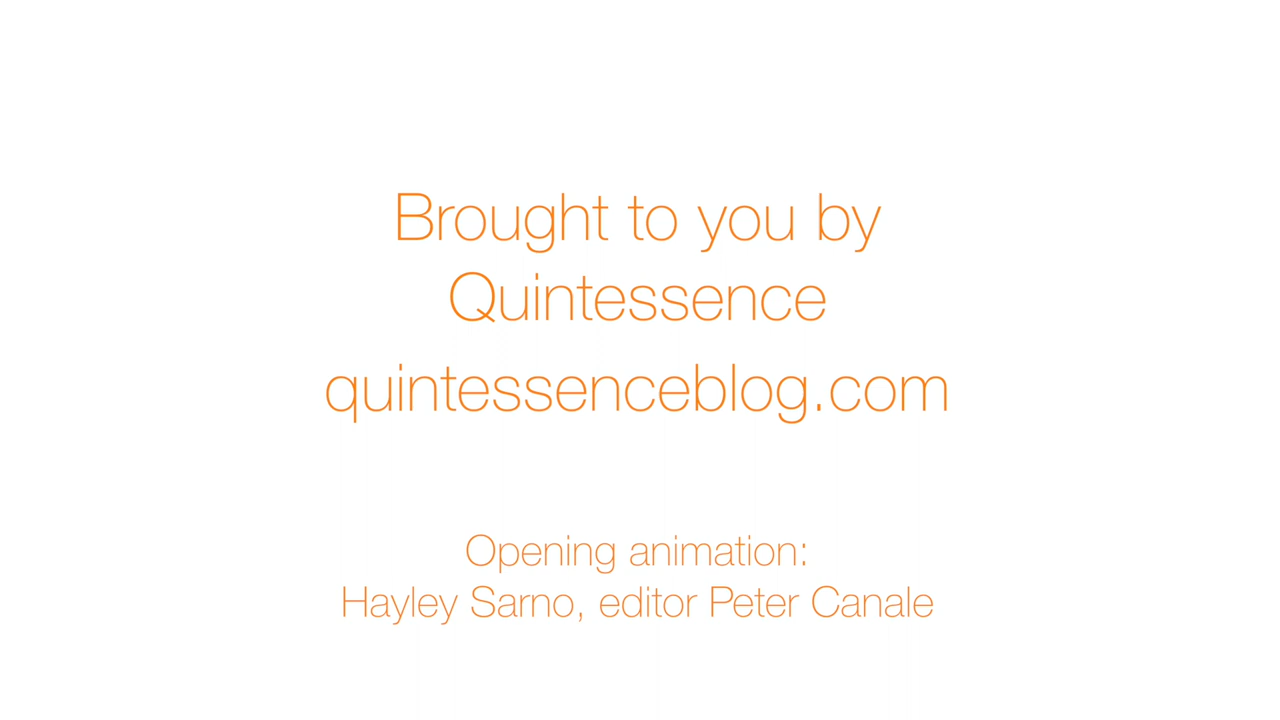 Brought to you by
Quintessence
quintessenceblog.com
Opening animation:
Hayley Sarno, editor Peter Canale